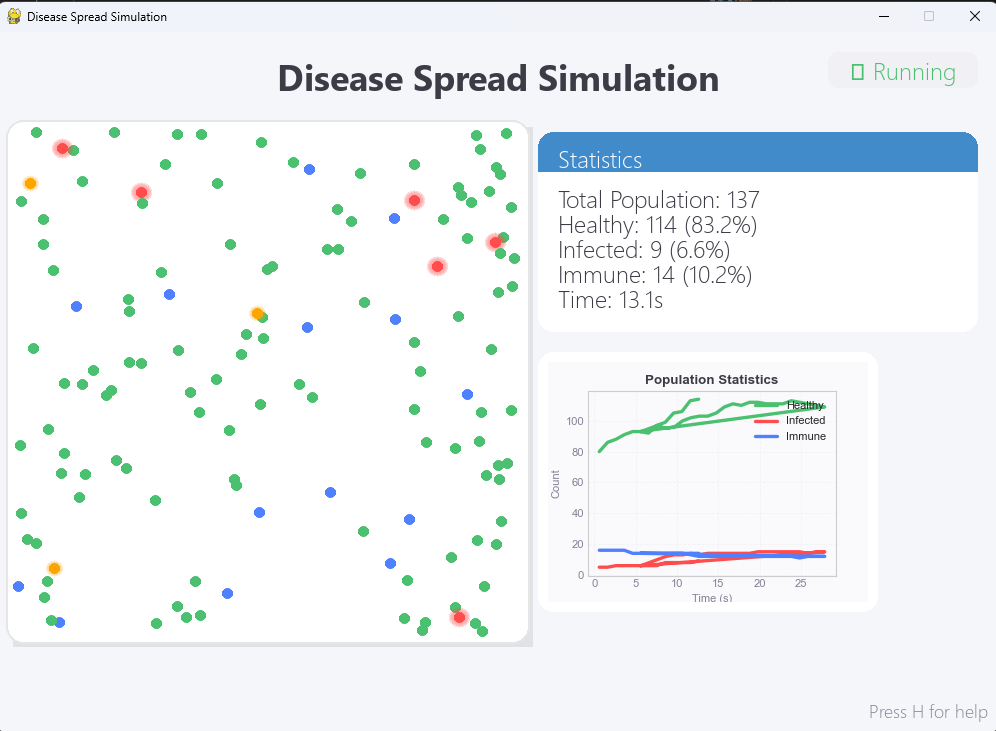 Disease Spread Simulation
Disease Spread Simulation
Running
Statistics
Total Population: 137
Healthy: 114 (83.2%)
Infected: 9 (6.6%)
Immune: 14 (10.2%)
Time: 13.1s
Population Statistics
Healthy
Infected
Immune
Count
100
80
60
40
20
0
0 5 10 15 20 25
Time (s)
Press H for help